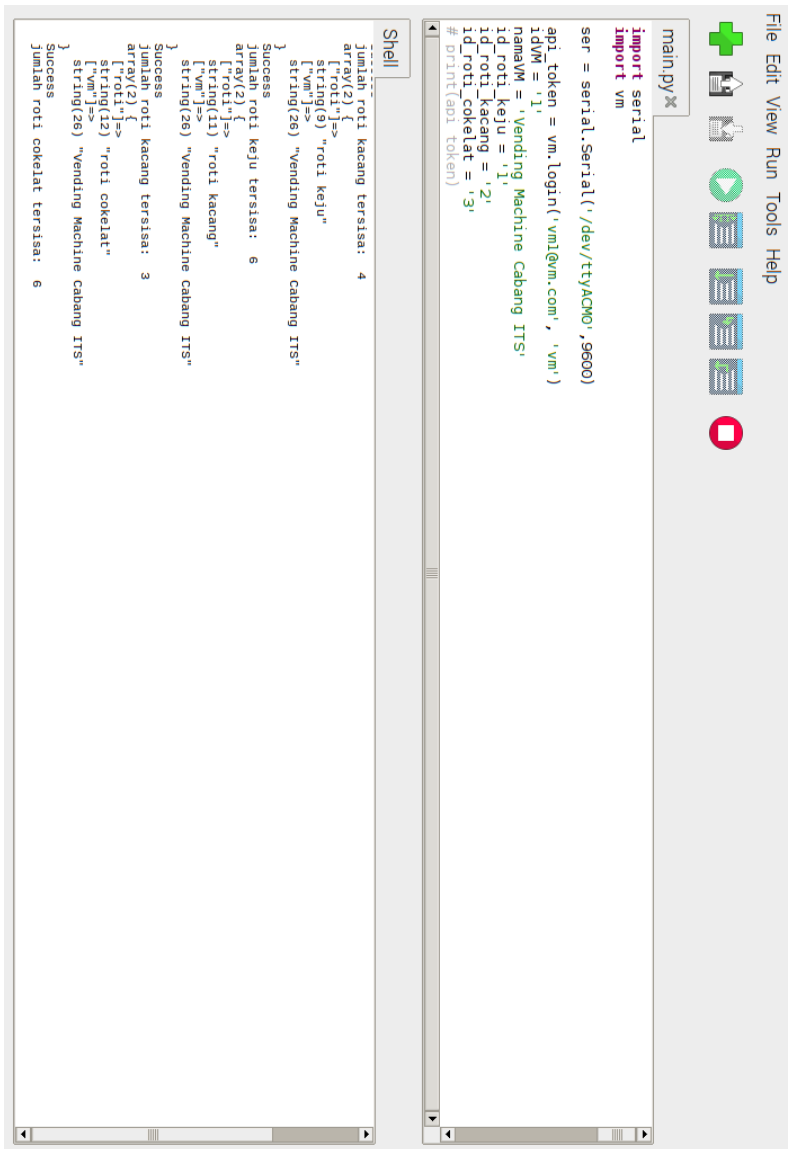 File Edit View Run Tools Help
main.py ×
import serial
import vm
ser = serial.Serial('/dev/ttyACM0',9600)
api_token = vm.login('vm1@vm.com', 'vm')
idVM = '1'
namaVM = 'Vending Machine Cabang ITS'
id_roti_keju = '1'
id_roti_kacang = '2'
id_roti_cokelat = '3'
# print(api_token)
Shell
jumlah roti kacang tersisa:  4
array(2) {
  ["roti"]=>
  string(9) "roti keju"
  ["vm"]=>
  string(26) "Vending Machine Cabang ITS"
}
Success
jumlah roti keju tersisa:  6
array(2) {
  ["roti"]=>
  string(11) "roti kacang"
  ["vm"]=>
  string(26) "Vending Machine Cabang ITS"
}
Success
jumlah roti kacang tersisa:  3
array(2) {
  ["roti"]=>
  string(12) "roti cokelat"
  ["vm"]=>
  string(26) "Vending Machine Cabang ITS"
}
Success
jumlah roti cokelat tersisa:  6